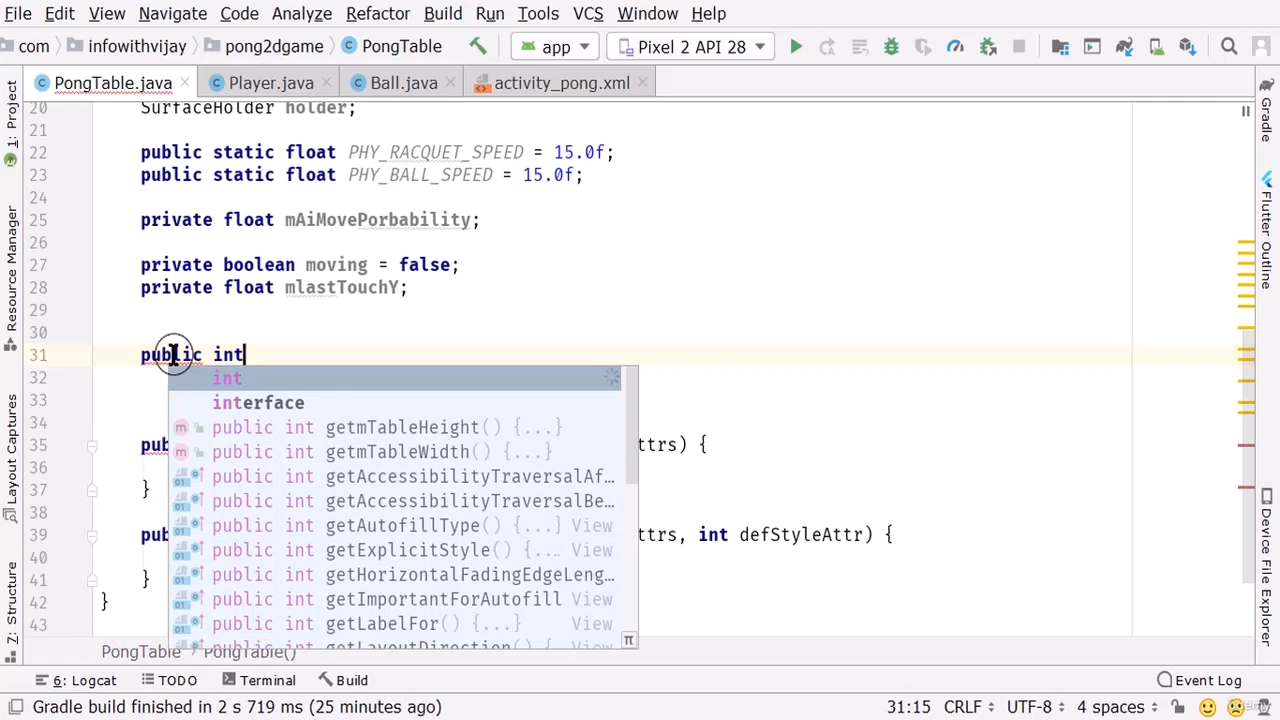 File Edit View Navigate Code Analyze Refactor Build Run Tools VCS Window Help
com infowithvijay pong2dgame PongTable app Pixel 2 API 28
PongTable.java Player.java Ball.java activity_pong.xml
20 SurfaceHolder holder;
21
22 public static float PHY_RACQUET_SPEED = 15.0f;
23 public static float PHY_BALL_SPEED = 15.0f;
24
25 private float mAiMovePorbability;
26
27 private boolean moving = false;
28 private float mlastTouchY;
29
30
31 public int
int
32
interface
33
public int getmTableHeight() {...}
34
35 pub ttrs) {
public int getmTableWidth() {...}
36
public int getAccessibilityTraversalAf…
37 }
public int getAccessibilityTraversalBe…
38
public int getAutofillType() {...} View
39 pub ttrs, int defStyleAttr) {
public int getExplicitStyle() {... View
40
public int getHorizontalFadingEdgeLeng…
41 }
public int getImportantForAutofill View
42 }
public int getLabelFor() {...} View
43
public int getLayoutDirection() {... View
π
PongTable PongTable()
6: Logcat TODO Terminal Build Event Log
Gradle build finished in 2 s 719 ms (25 minutes ago) 31:15 CRLF UTF-8 4 spaces
1: Project
Resource Manager
Layout Captures
Z: Structure
Gradle
Flutter Outline
Device File Explorer